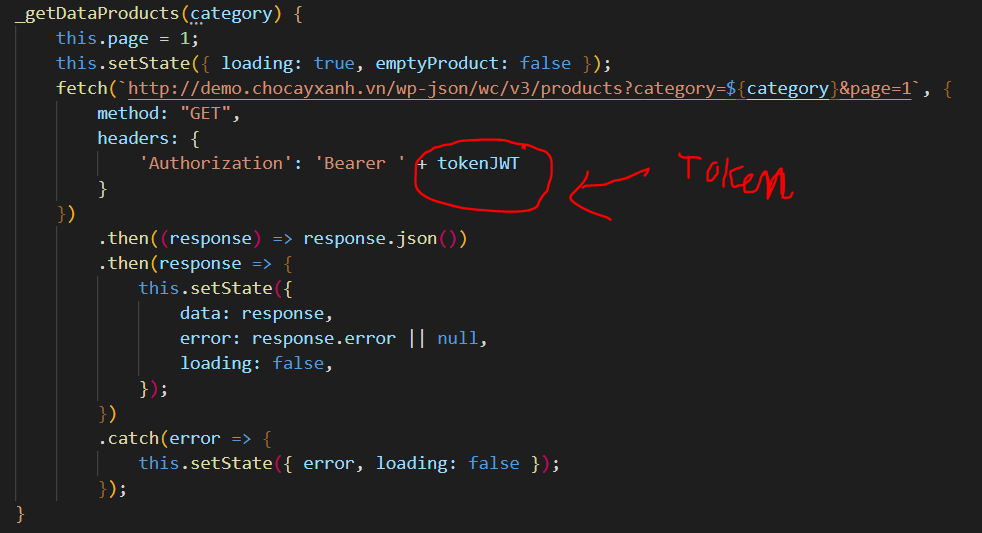 _getDataProducts(category) {
this.page = 1;
this.setState({ loading: true, emptyProduct: false });
fetch(`http://demo.chocayxanh.vn/wp-json/wc/v3/products?category=${category}&page=1`, {
method: "GET",
headers: {
'Authorization': 'Bearer ' + tokenJWT
Token
}
})
.then((response) => response.json())
.then(response => {
this.setState({
data: response,
error: response.error || null,
loading: false,
});
})
.catch(error => {
this.setState({ error, loading: false });
});
}